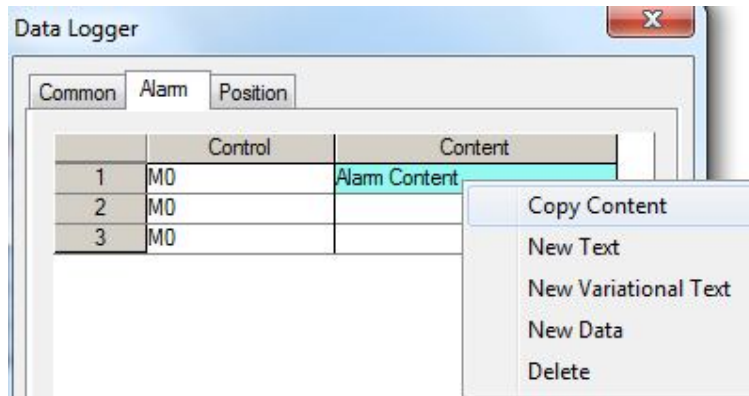 Data Logger
Common Alarm Position
Control Content
1 M0 Alarm Content
2 M0
3 M0
Copy Content
New Text
New Variational Text
New Data
Delete